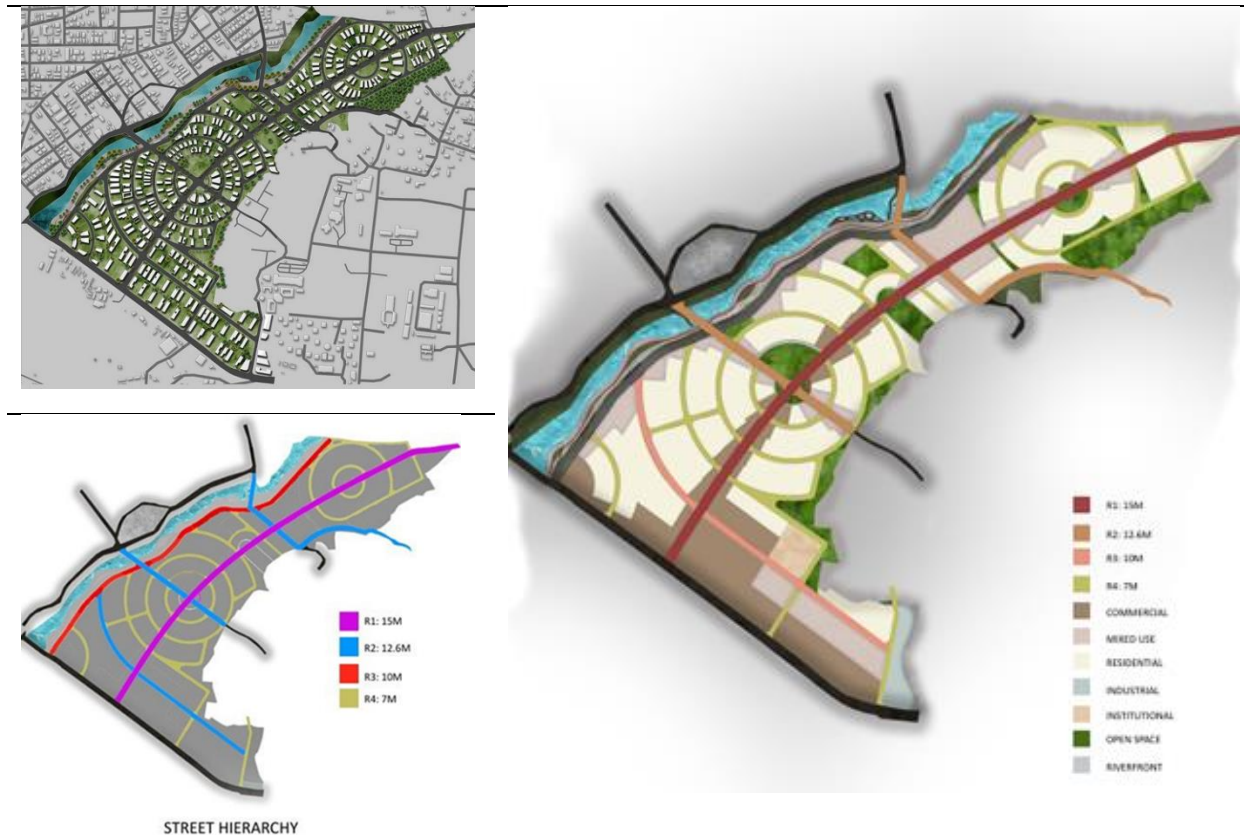 R1: 15M
R2: 12.6M
R3: 10M
R4: 7M
STREET HIERARCHY
R1: 15M
R2: 12.6M
R3: 10M
R4: 7M
COMMERCIAL
MIRED USE
RESIDENTIAL
INDUSTRIAL
INSTITUTIONAL
OPEN SPACE
RIVERFRONT